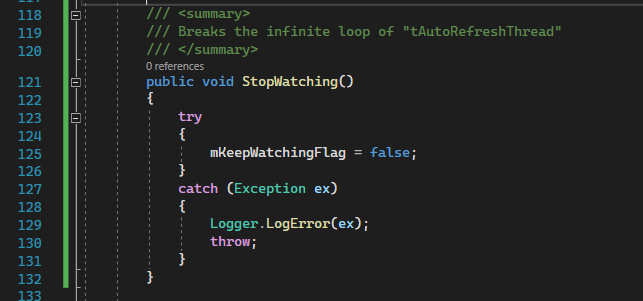 118 /// <summary>
119 /// Breaks the infinite loop of "tAutoRefreshThread"
120 /// </summary>
0 references
121 public void StopWatching()
122 {
123 try
124 {
125 mKeepWatchingFlag = false;
126 }
127 catch (Exception ex)
128 {
129 Logger.LogError(ex);
130 throw;
131 }
132 }
133